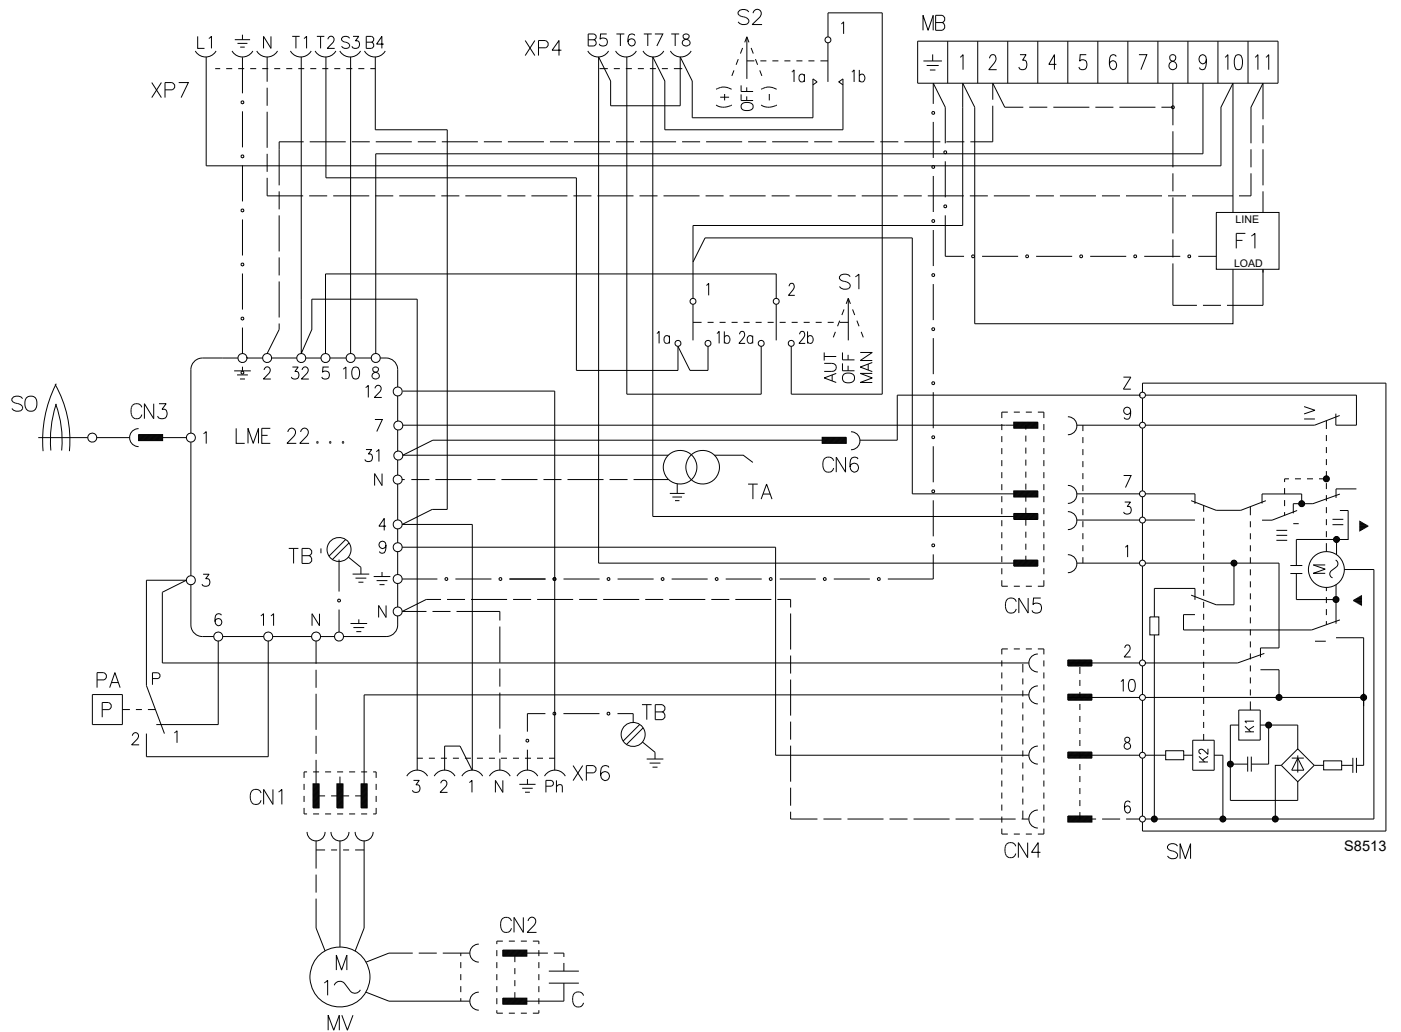 S2
MB
L1 N T1 T2 S3 B4
XP4
B5 T6 T7 T8
1
1 2 3 4 5 6 7 8 9 10 11
XP7
1a 1b
(+) OFF (-)
LINE
F1
LOAD
S1
1 2
1a 1b 2a 2b
AUT OFF MAN
2 32 5 10 8
12
SO
CN3
1
LME 22...
7
31
N
CN6
TA
Z
9
IV
7
3
III II
4
9
TB
1
M
3
N
CN5
6 11 N
I
PA
P
P
2 1
2
10
K1
TB
8
K2
XP6
3 2 1 N Ph
CN1
6
CN4
SM
S8513
CN2
M
1
C
MV